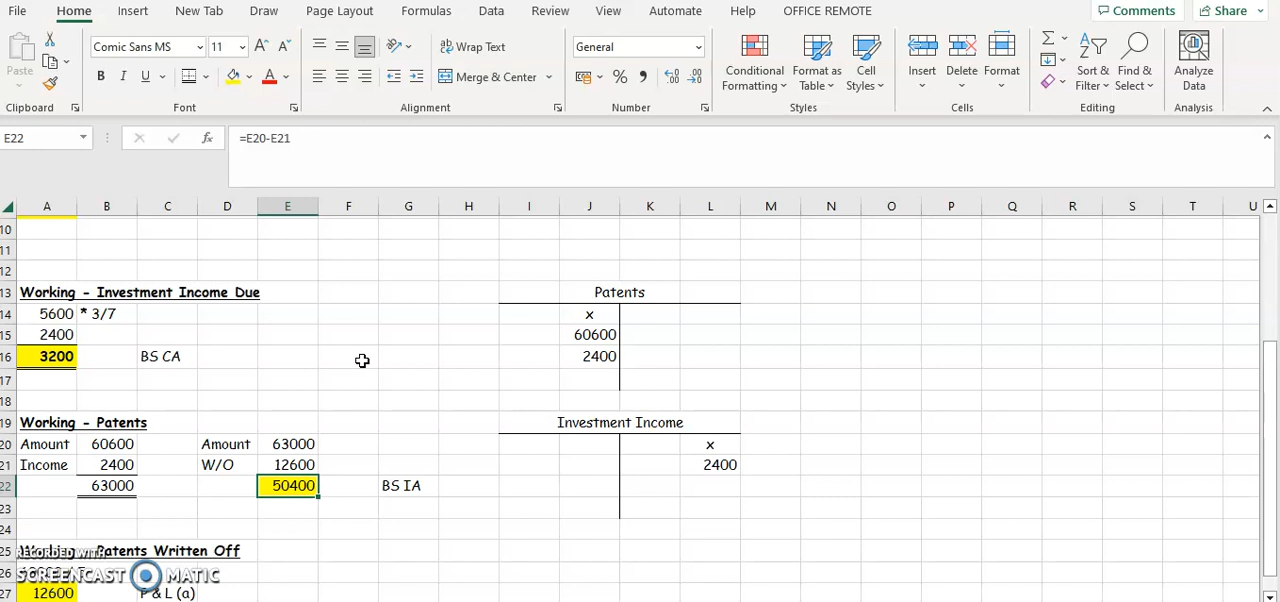 File Home Insert New Tab Draw Page Layout Formulas Data Review View Automate Help OFFICE REMOTE Comments Share
Comic Sans MS 11 Wrap Text General
Paste B I U A Merge & Center % Conditional Formatting Format as Table Cell Styles Insert Delete Format Sort & Filter Find & Select Analyze Data
Clipboard Font Alignment Number Styles Cells Editing Analysis
E22 fx =E20-E21
A B C D E F G H I J K L M N O P Q R S T U
10
11
12
13 Working - Investment Income Due Patents
14 5600 * 3/7 x
15 2400 60600
16 3200 BS CA 2400
17
18
19 Working - Patents Investment Income
20 Amount 60600 Amount 63000 x
21 Income 2400 W/O 12600 2400
22 63000 50400 BS IA
23
24
25 Working - Patents Written Off
RECORDED WITH
26
SCREENCAST MATIC
27 12600 P & L (a)